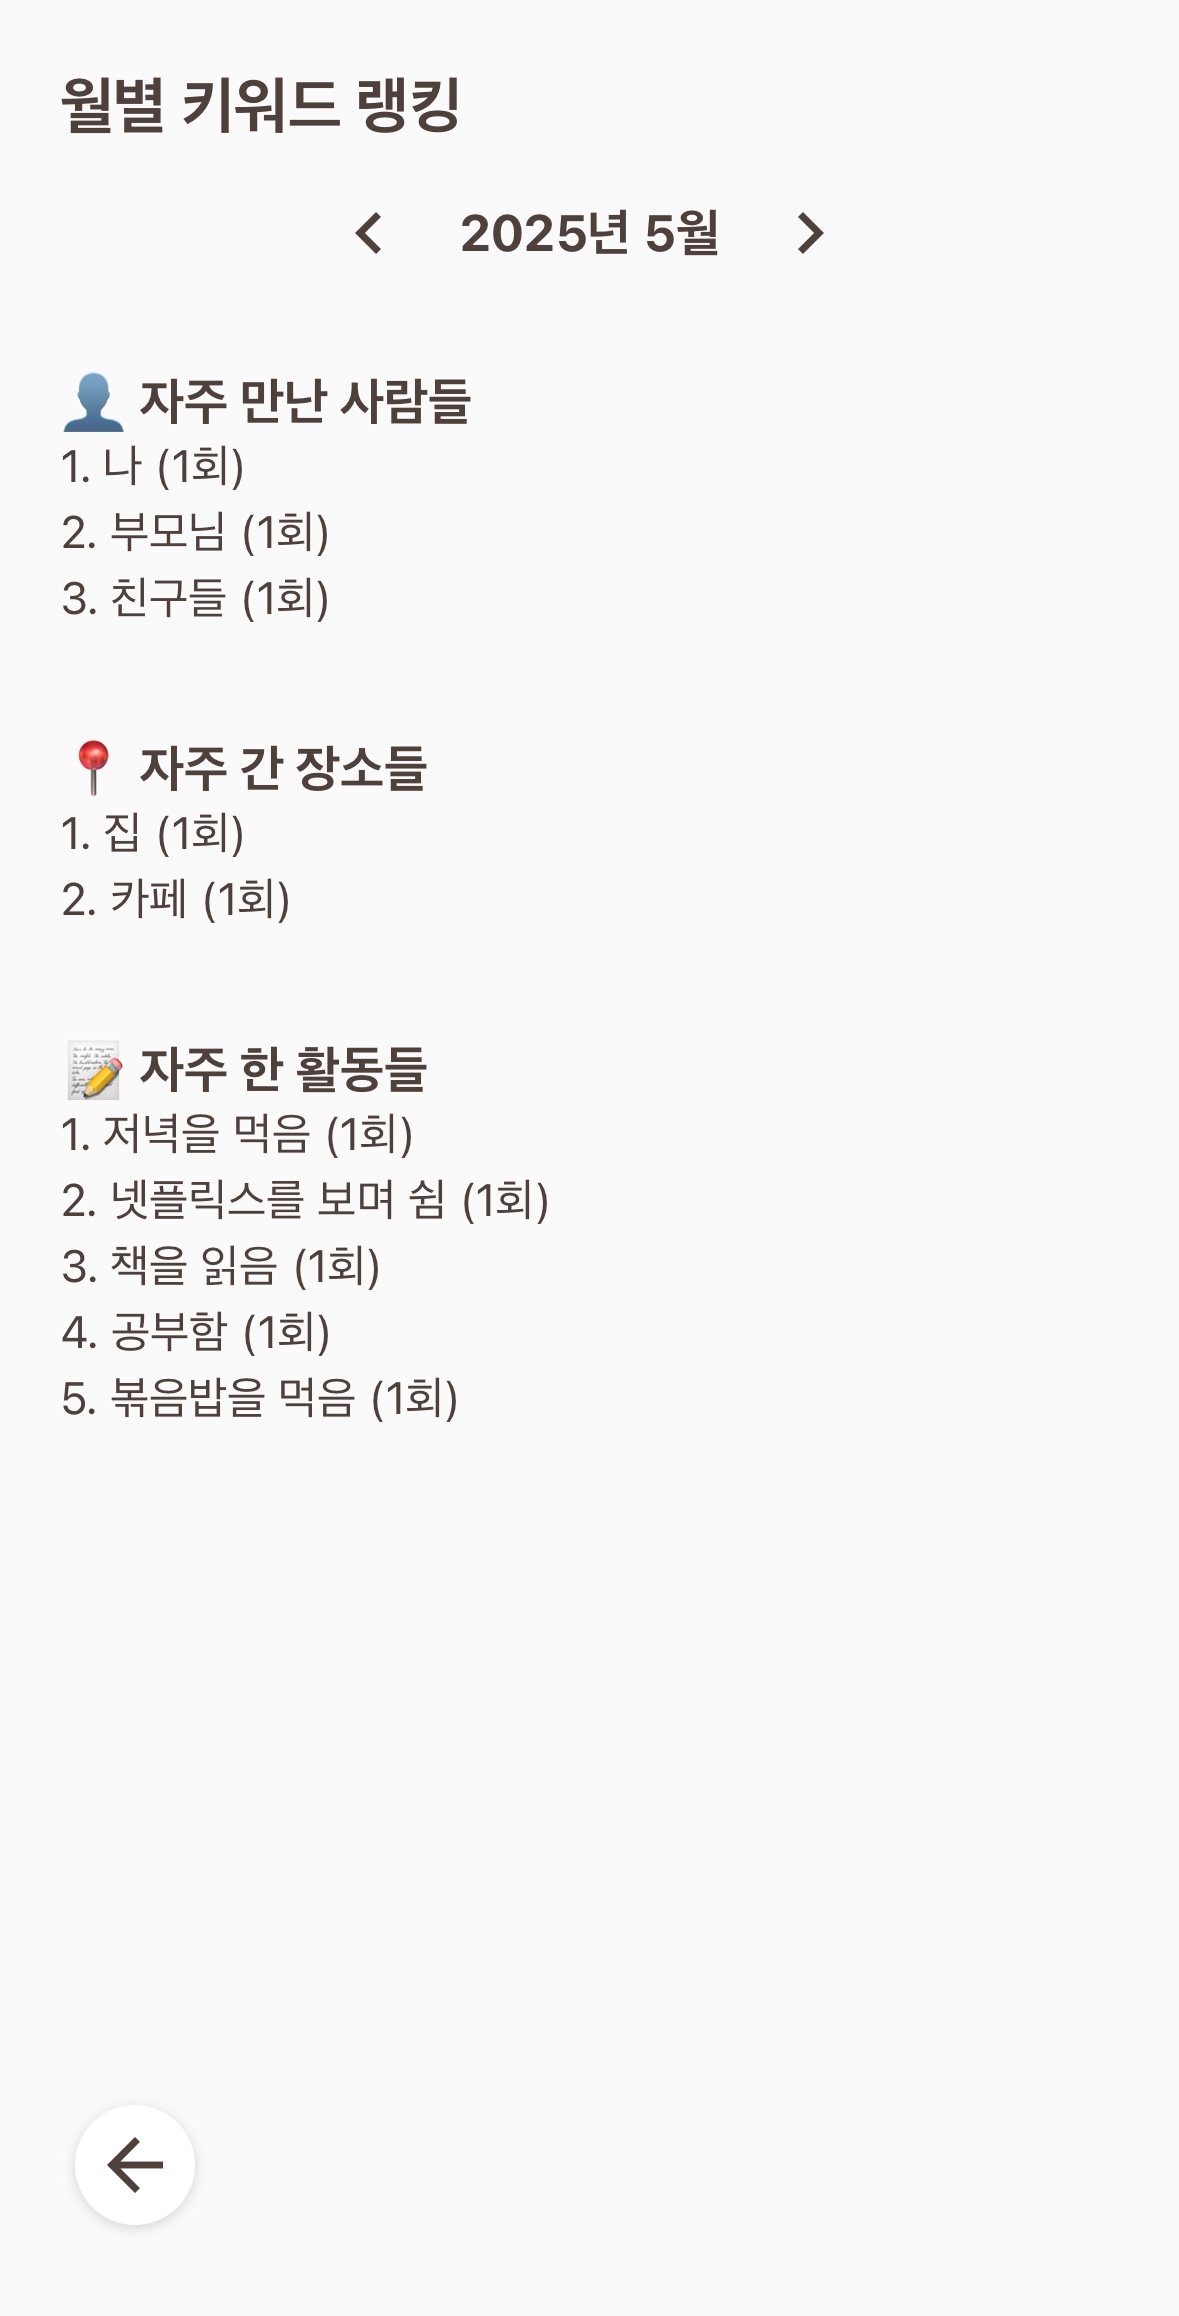 월별 키워드 랭킹
2025년 5월
자주 만난 사람들
1. 나 (1회)
2. 부모님 (1회)
3. 친구들 (1회)
자주 간 장소들
1. 집 (1회)
2. 카페 (1회)
자주 한 활동들
1. 저녁을 먹음 (1회)
2. 넷플릭스를 보며 쉼 (1회)
3. 책을 읽음 (1회)
4. 공부함 (1회)
5. 볶음밥을 먹음 (1회)